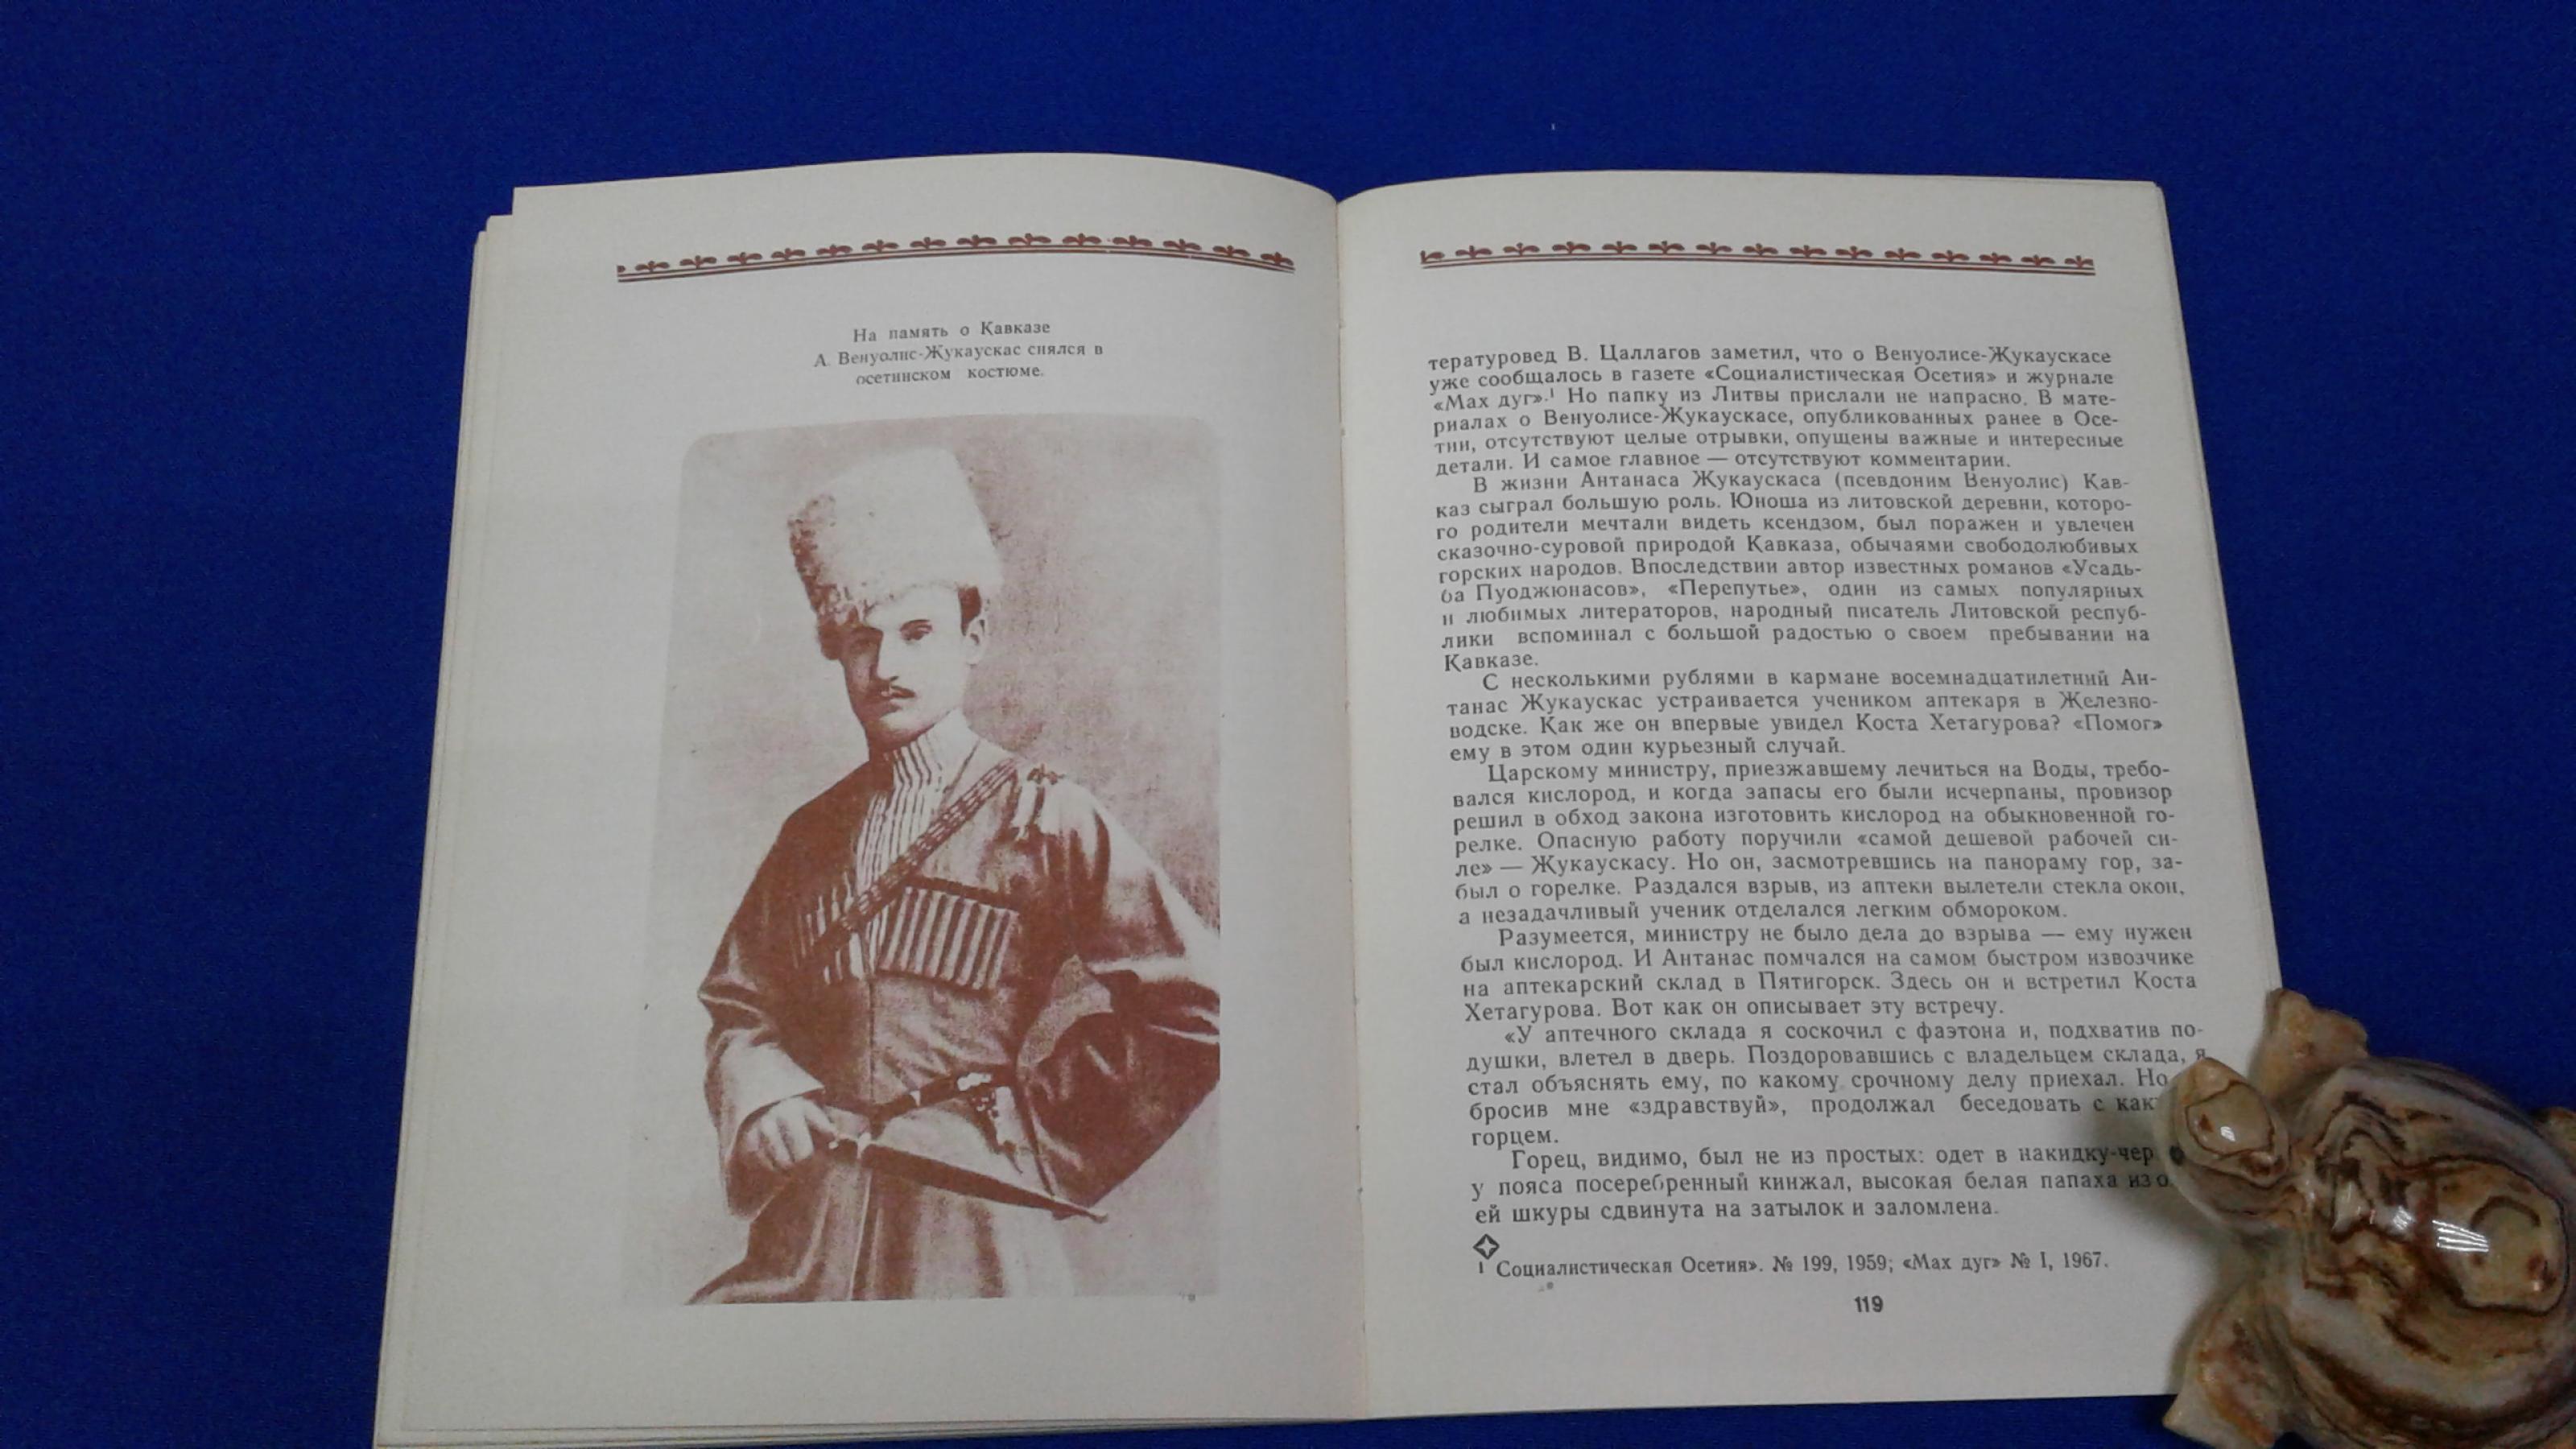 На память о Кавказе
А. Венуолис-Жукаускас снялся в
осетинском костюме.
тературовед В. Цаллагов заметил, что о Венуолисе-Жукаускасе
уже сообщалось в газете «Социалистическая Осетия» и журнале
«Мах дуг».¹ Но папку из Литвы прислали не напрасно. В мате-
риалах о Венуолисе-Жукаускасе, опубликованных ранее в Осе-
тии, отсутствуют целые отрывки, опущены важные и интересные
детали. И самое главное — отсутствуют комментарии.
В жизни Антанаса Жукаускаса (псевдоним Венуолис) Кав-
каз сыграл большую роль. Юноша из литовской деревни, которо-
го родители мечтали видеть ксендзом, был поражен и увлечен
сказочно-суровой природой Кавказа, обычаями свободолюбивых
горских народов. Впоследствии автор известных романов «Усадь-
ба Пуоджюнасов», «Перепутье», один из самых популярных
и любимых литераторов, народный писатель Литовской респуб-
лики вспоминал с большой радостью о своем пребывании на
Кавказе.
С несколькими рублями в кармане восемнадцатилетний Ан-
танас Жукаускас устраивается учеником аптекаря в Железно-
водске. Как же он впервые увидел Коста Хетагурова? «Помог»
ему в этом один курьезный случай.
Царскому министру, приезжавшему лечиться на Воды, требо-
вался кислород, и когда запасы его были исчерпаны, провизор
решил в обход закона изготовить кислород на обыкновенной го-
релке. Опасную работу поручили «самой дешевой рабочей си-
ле» — Жукаускасу. Но он, засмотревшись на панораму гор, за-
был о горелке. Раздался взрыв, из аптеки вылетели стекла окон,
а незадачливый ученик отделался легким обмороком.
Разумеется, министру не было дела до взрыва — ему нужен
был кислород. И Антанас помчался на самом быстром извозчике
на аптекарский склад в Пятигорск. Здесь он и встретил Коста
Хетагурова. Вот как он описывает эту встречу.
«У аптечного склада я соскочил с фаэтона и, подхватив по-
душки, влетел в дверь. Поздоровавшись с владельцем склада, я
стал объяснять ему, по какому срочному делу приехал. Но
бросив мне «здравствуй», продолжал беседовать с как
горцем.
Горец, видимо, был не из простых: одет в накидку-чер
у пояса посеребренный кинжал, высокая белая папаха из о
ей шкуры сдвинута на затылок и заломлена.
¹ Социалистическая Осетия». № 199, 1959; «Мах дуг» № I, 1967.
119